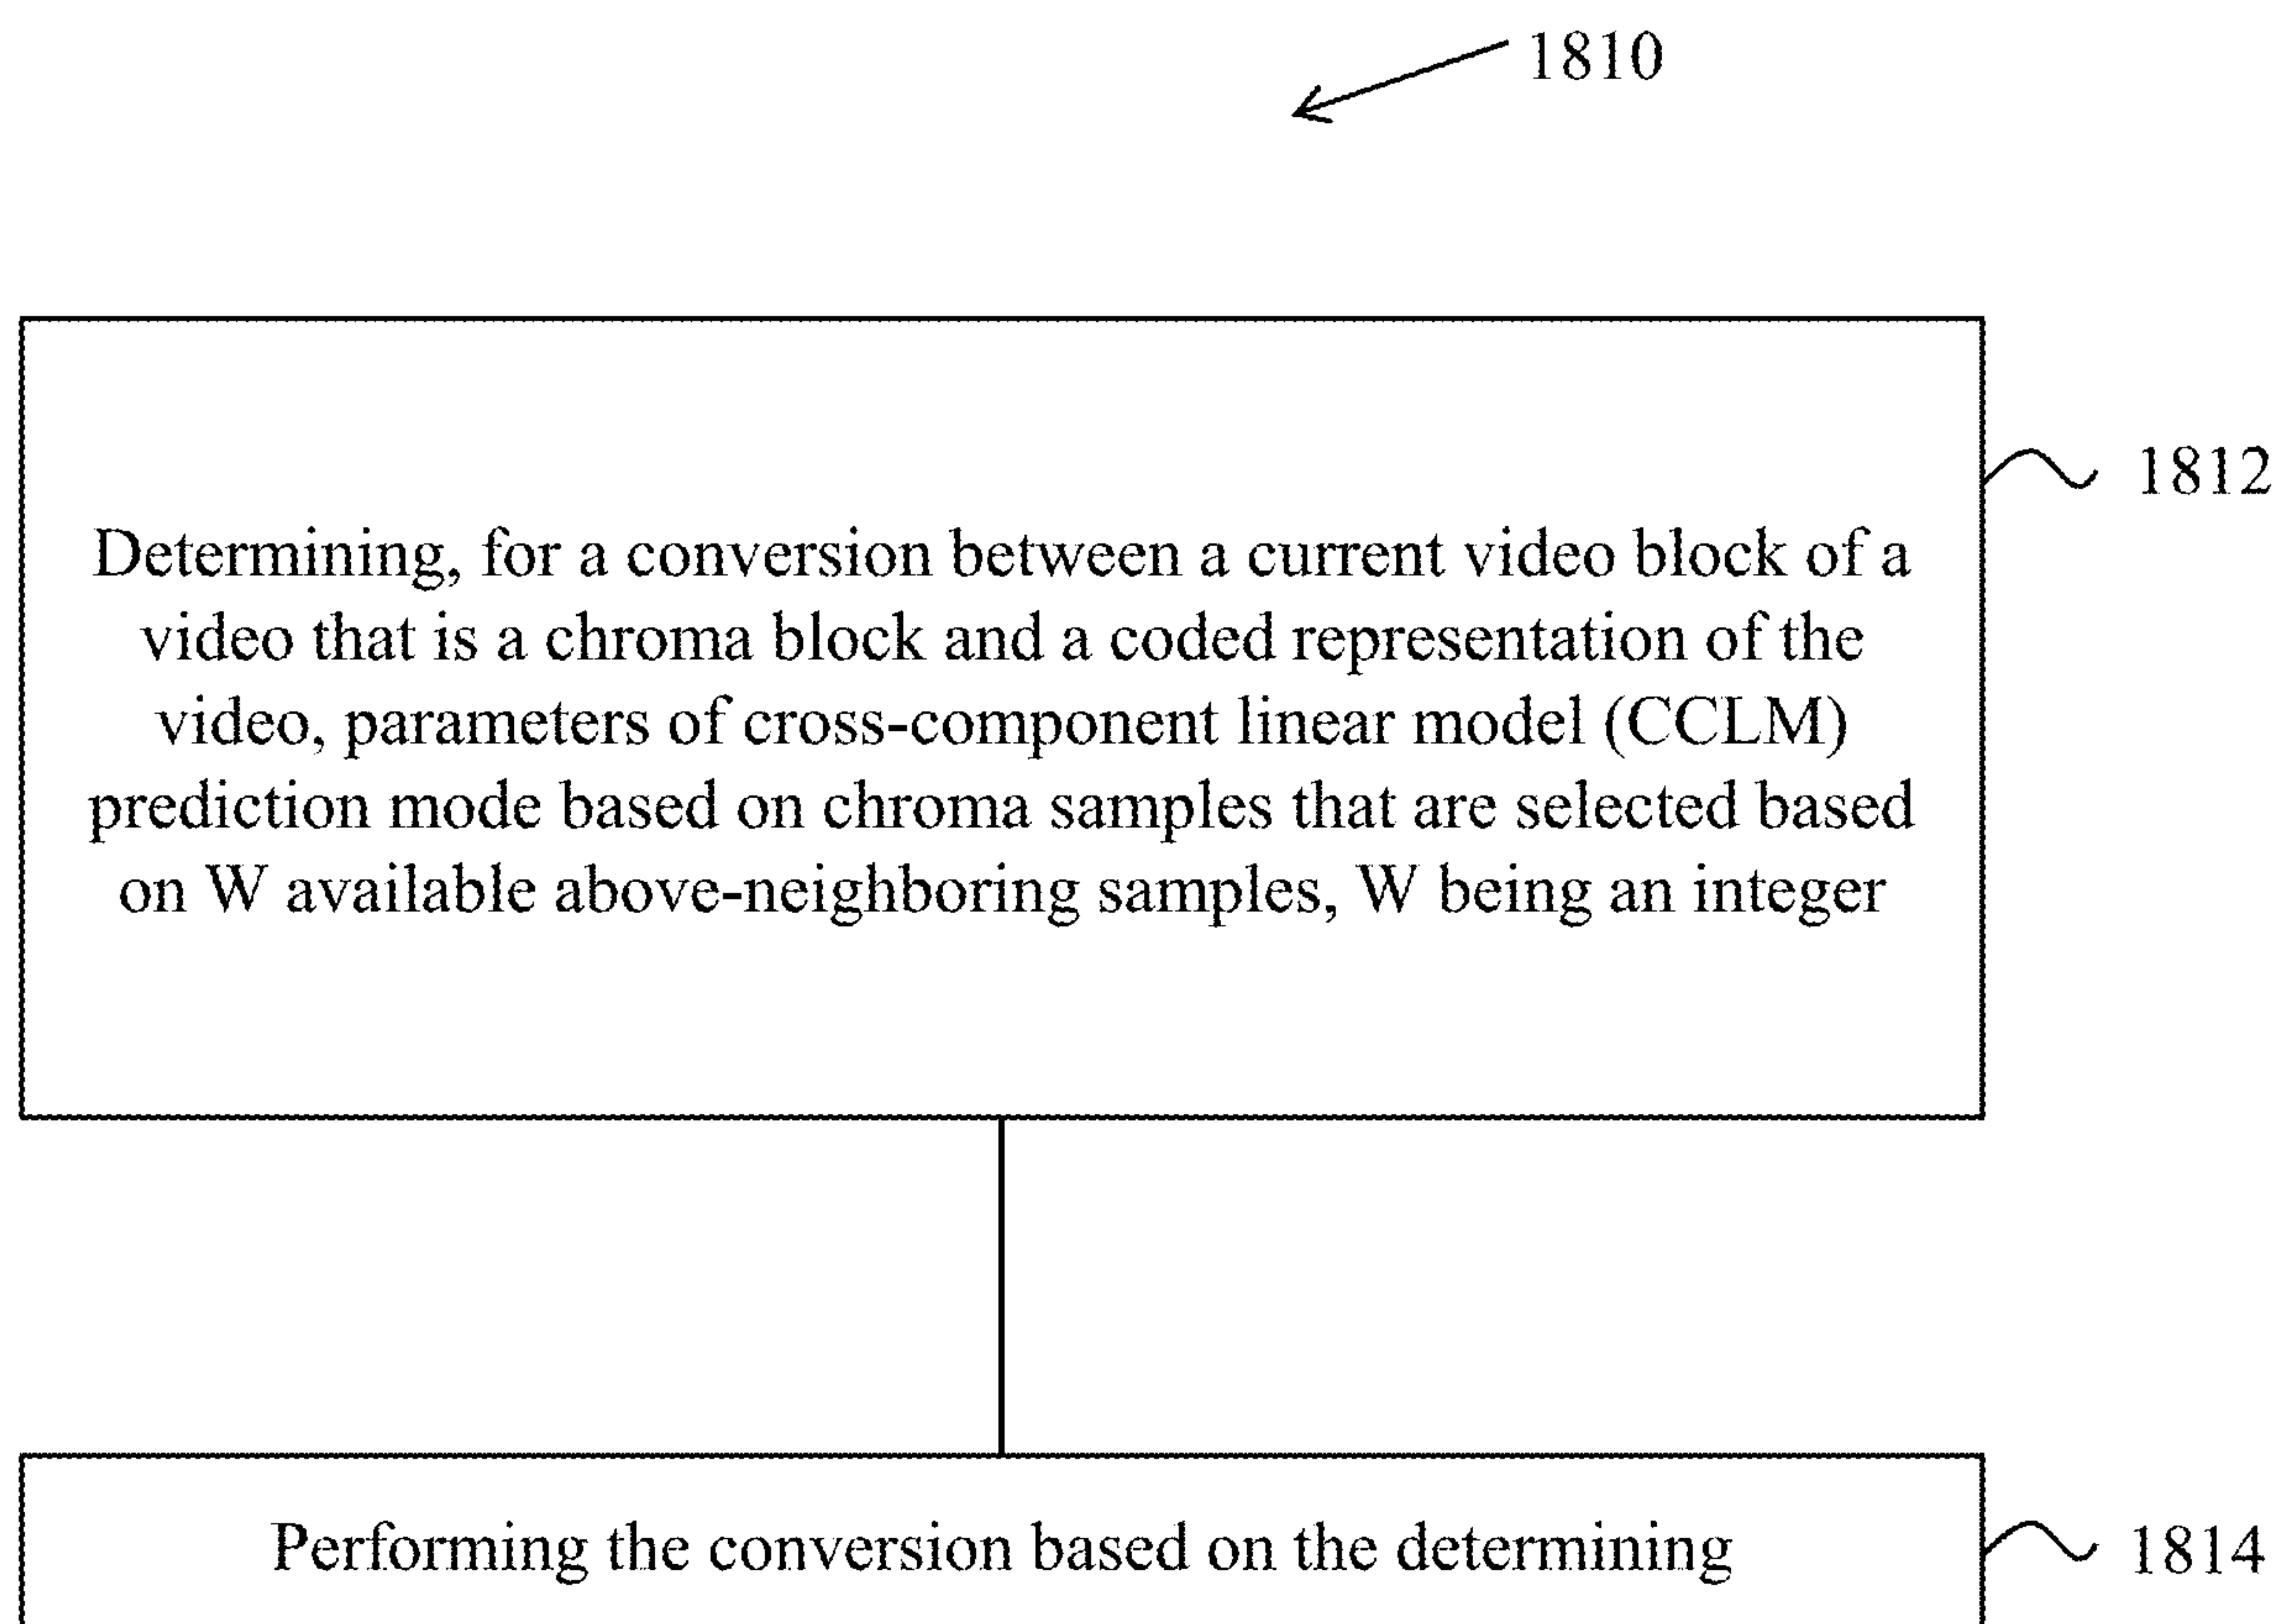 1810
1812
Determining, for a conversion between a current video block of a
video that is a chroma block and a coded representation of the
video, parameters of cross-component linear model (CCLM)
prediction mode based on chroma samples that are selected based
on W available above-neighboring samples, W being an integer
Performing the conversion based on the determining
1814